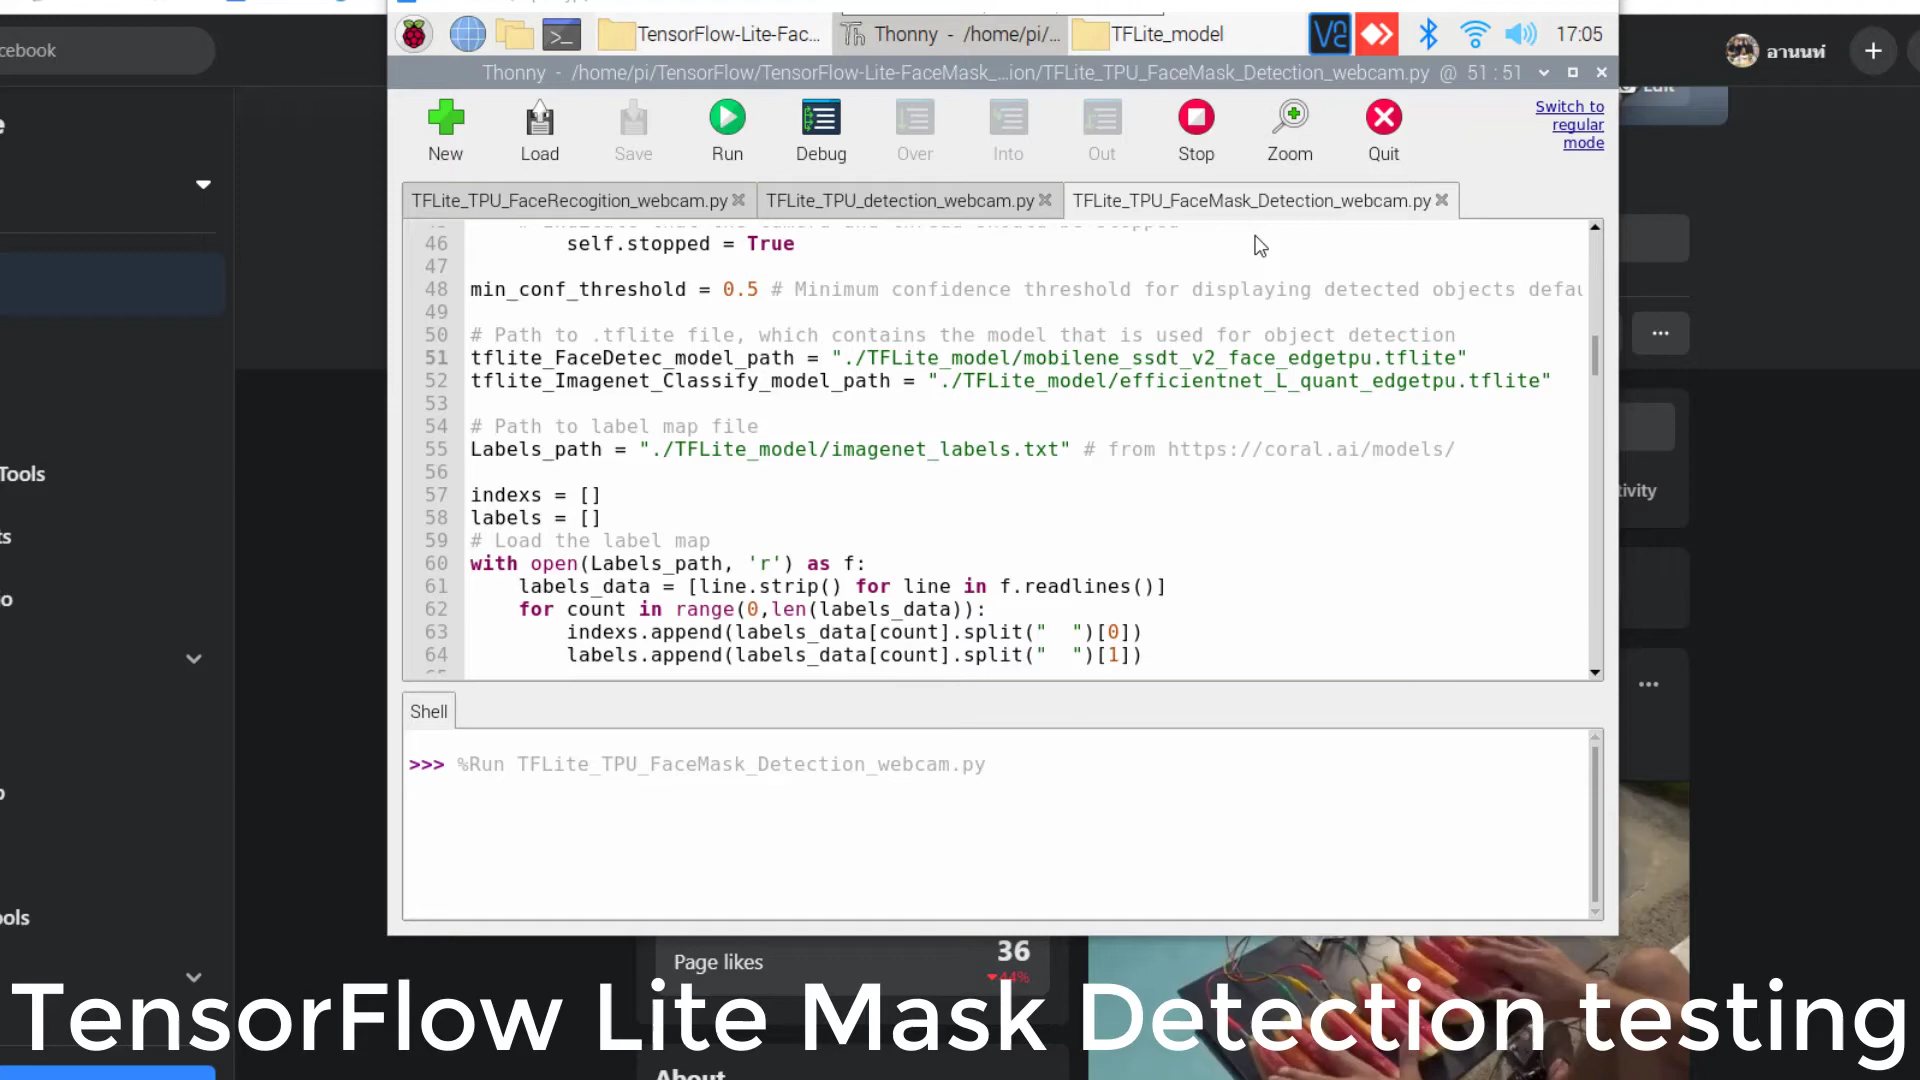 TensorFlow-Lite-Fac...
Thonny - /home/pi/...
TFLite_model
17:05
cebook
อานนท์
Thonny - /home/pi/TensorFlow/TensorFlow-Lite-FaceMask_...ion/TFLite_TPU_FaceMask_Detection_webcam.py @ 51 : 51
Edit
New
Load
Save
Run
Debug
Over
Into
Out
Stop
Zoom
Quit
Switch to
regular
mode
TFLite_TPU_FaceRecogition_webcam.py
TFLite_TPU_detection_webcam.py
TFLite_TPU_FaceMask_Detection_webcam.py
46 self.stopped = True
47
48 min_conf_threshold = 0.5 # Minimum confidence threshold for displaying detected objects defau
49
50 # Path to .tflite file, which contains the model that is used for object detection
51 tflite_FaceDetec_model_path = "./TFLite_model/mobilene_ssdt_v2_face_edgetpu.tflite"
52 tflite_Imagenet_Classify_model_path = "./TFLite_model/efficientnet_L_quant_edgetpu.tflite"
53
54 # Path to label map file
55 Labels_path = "./TFLite_model/imagenet_labels.txt" # from https://coral.ai/models/
56
57 indexs = []
58 labels = []
59 # Load the label map
60 with open(Labels_path, 'r') as f:
61 labels_data = [line.strip() for line in f.readlines()]
62 for count in range(0,len(labels_data)):
63 indexs.append(labels_data[count].split("  ")[0])
64 labels.append(labels_data[count].split("  ")[1])
Tools
tivity
Shell
>>> %Run TFLite_TPU_FaceMask_Detection_webcam.py
ools
Page likes
36
44%
TensorFlow Lite Mask Detection testing
About